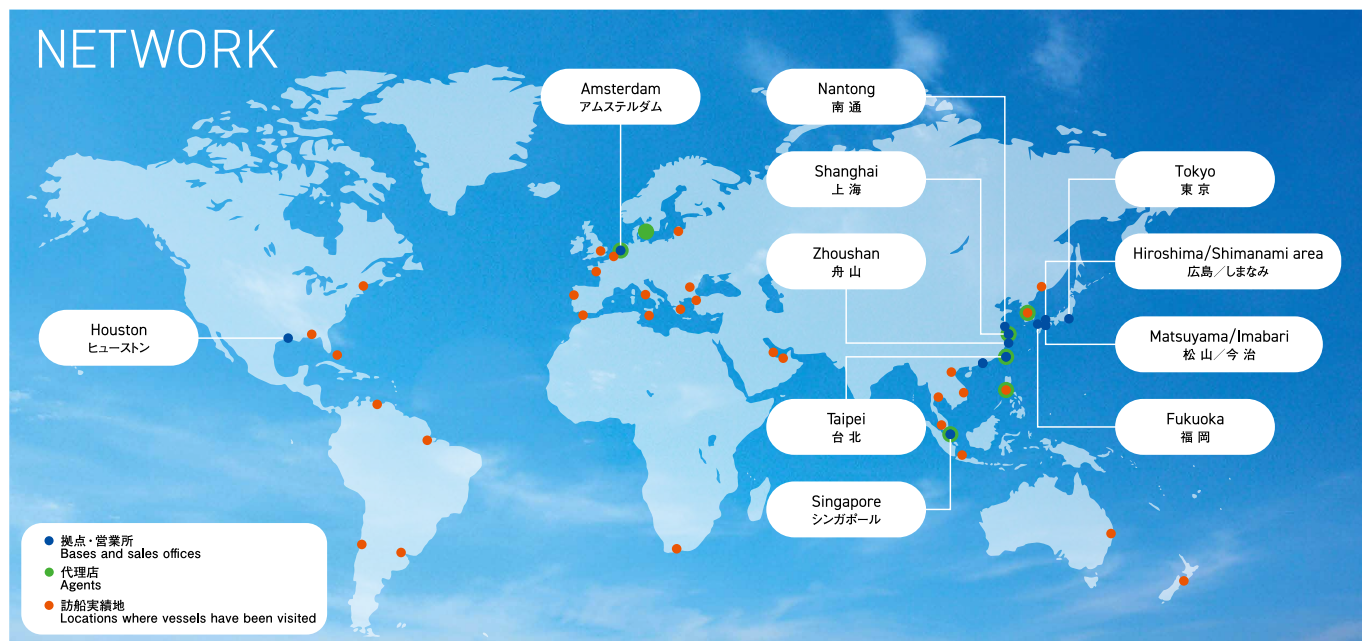 NETWORK
Amsterdam
アムステルダム
Nantong
南通
Shanghai
上海
Tokyo
東京
Zhoushan
舟山
Hiroshima/Shimanami area
広島／しまなみ
Houston
ヒューストン
Matsuyama/Imabari
松山／今治
Taipei
台北
Fukuoka
福岡
Singapore
シンガポール
拠点・営業所
Bases and sales offices
代理店
Agents
訪船実績地
Locations where vessels have been visited